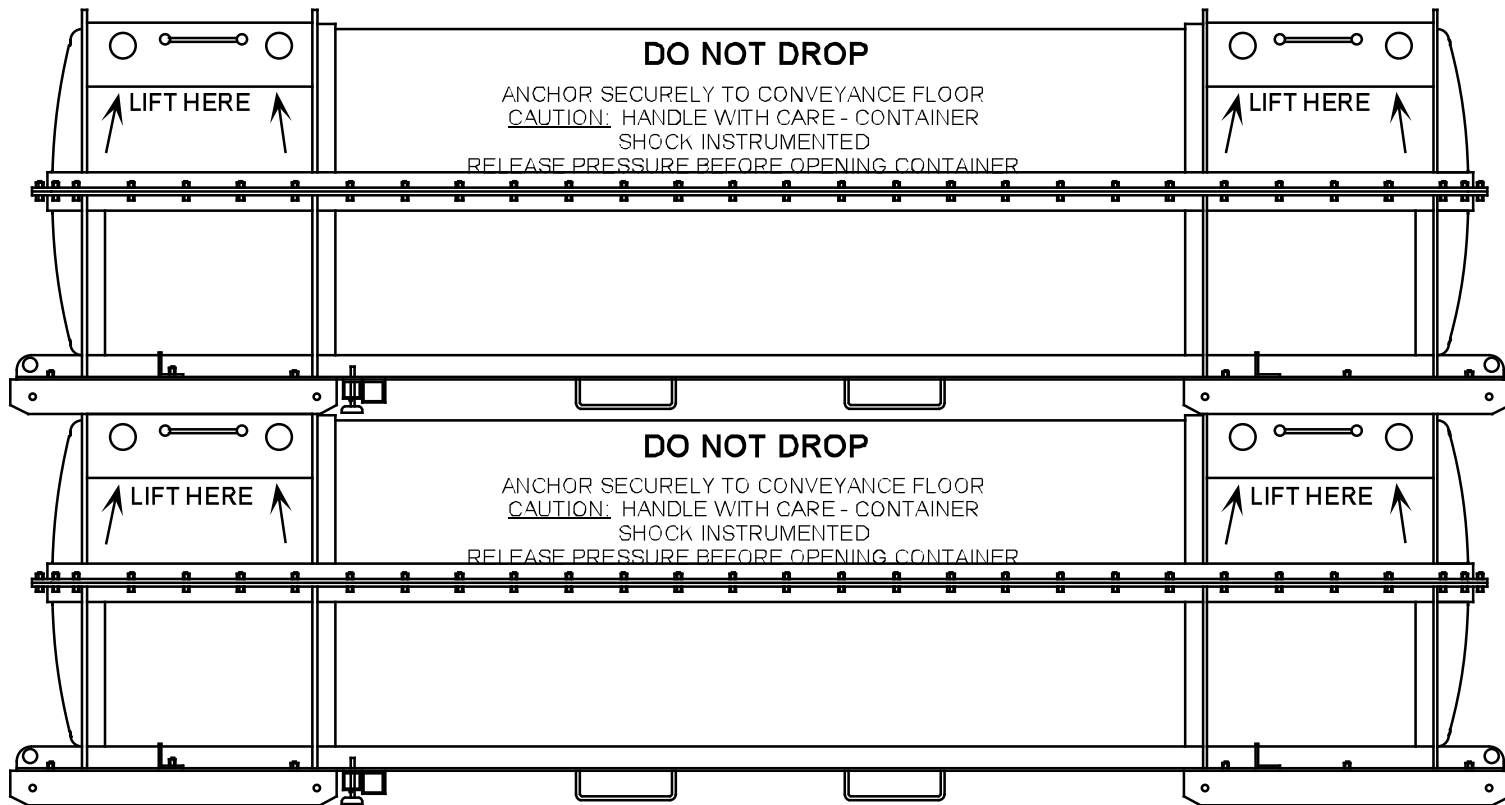 DO NOT DROP
LIFT HERE
LIFT HERE
ANCHOR SECURELY TO CONVEYANCE FLOOR
CAUTION: HANDLE WITH CARE - CONTAINER
SHOCK INSTRUMENTED
RELEASE PRESSURE BEFORE OPENING CONTAINER
DO NOT DROP
LIFT HERE
LIFT HERE
ANCHOR SECURELY TO CONVEYANCE FLOOR
CAUTION: HANDLE WITH CARE - CONTAINER
SHOCK INSTRUMENTED
RELEASE PRESSURE BEFORE OPENING CONTAINER